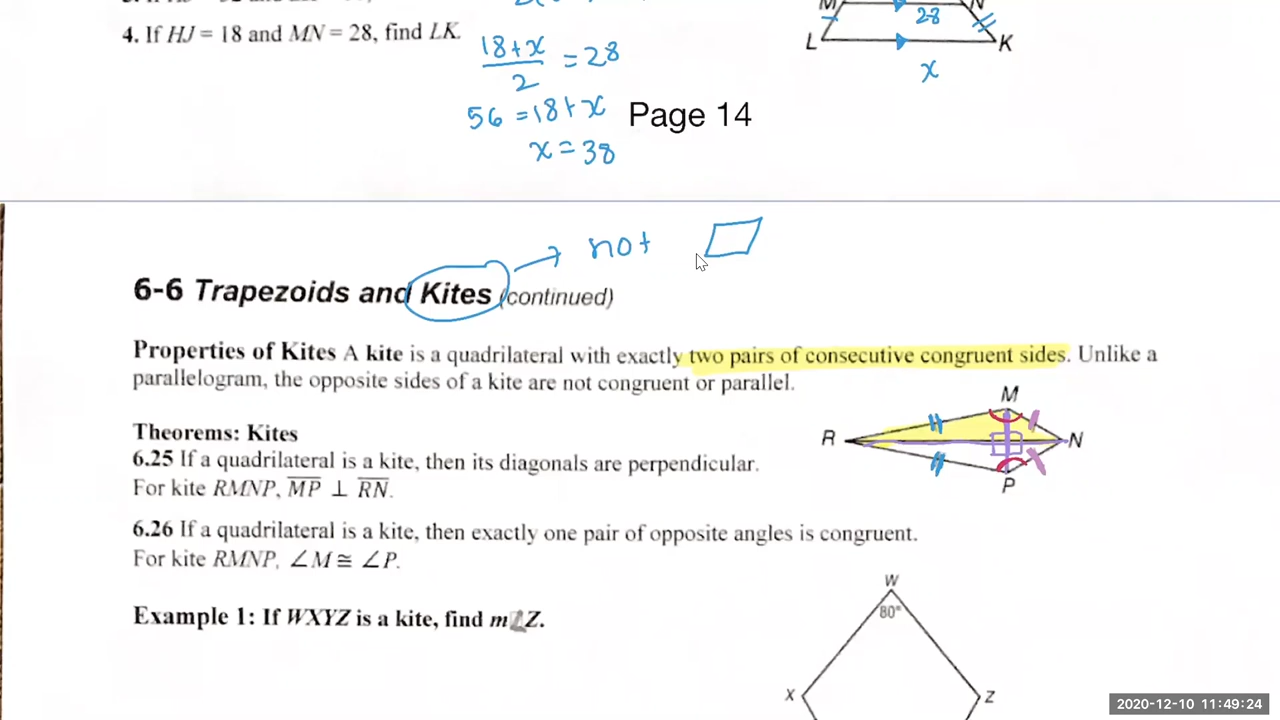 4. If HJ = 18 and MN = 28, find LK.
M
28
L
K
x
18 + x
2
= 28
56 = 18 + x
x = 38
Page 14
not
6-6 Trapezoids and Kites (continued)
Properties of Kites A kite is a quadrilateral with exactly two pairs of consecutive congruent sides. Unlike a
parallelogram, the opposite sides of a kite are not congruent or parallel.
Theorems: Kites
6.25 If a quadrilateral is a kite, then its diagonals are perpendicular.
For kite RMNP, MP ⊥ RN.
6.26 If a quadrilateral is a kite, then exactly one pair of opposite angles is congruent.
For kite RMNP, ∠M ≅ ∠P.
M
R
N
P
Example 1: If WXYZ is a kite, find m∠Z.
W
80°
X
Z
2020-12-10 11:49:24